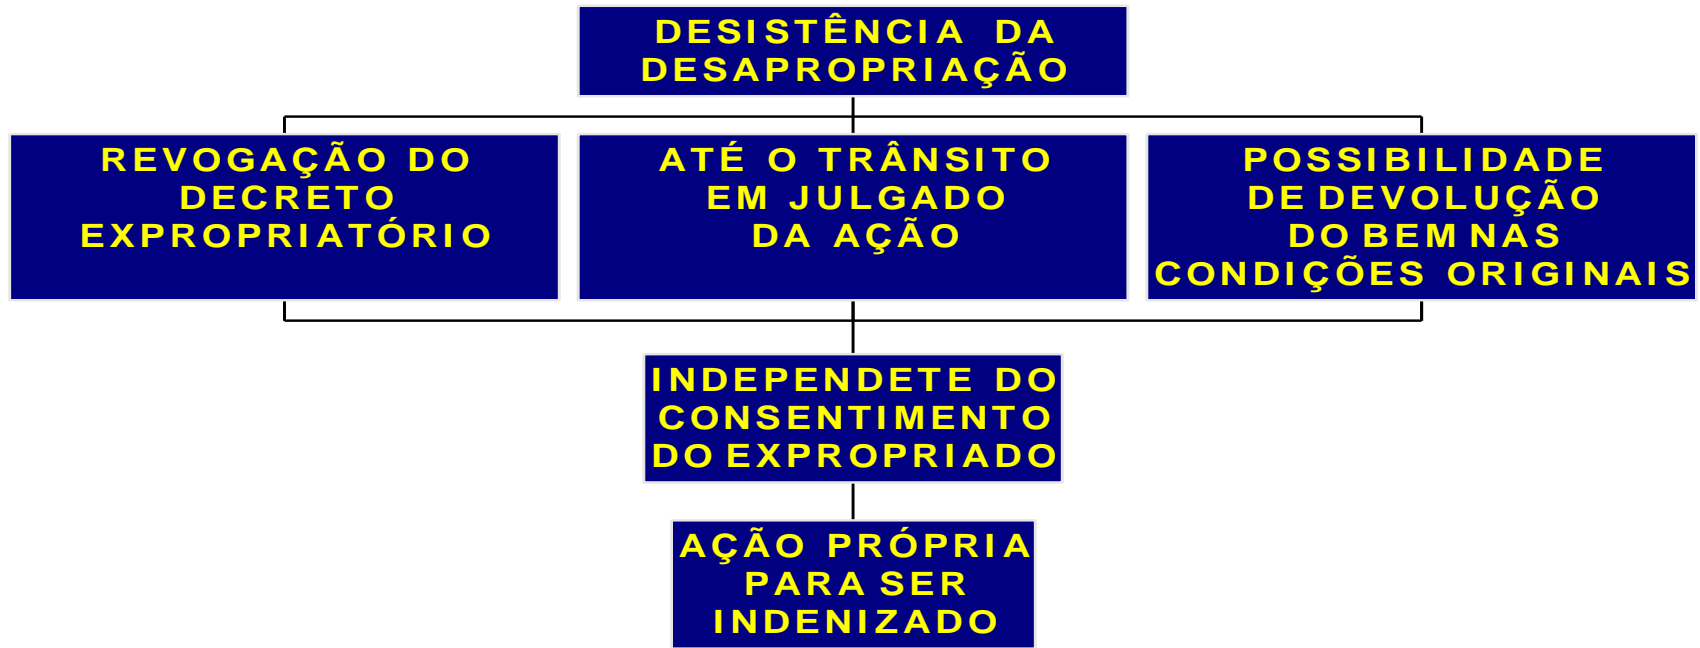 DESISTÊNCIA DA
DESAPROPRIAÇÃO
REVOGAÇÃO DO
DECRETO
EXPROPRIATÓRIO
ATÉ O TRÂNSITO
EM JULGADO
DA AÇÃO
POSSIBILIDADE
DE DEVOLUÇÃO
DO BEM NAS
CONDIÇÕES ORIGINAIS
INDEPENDETE DO
CONSENTIMENTO
DO EXPROPRIADO
AÇÃO PRÓPRIA
PARA SER
INDENIZADO